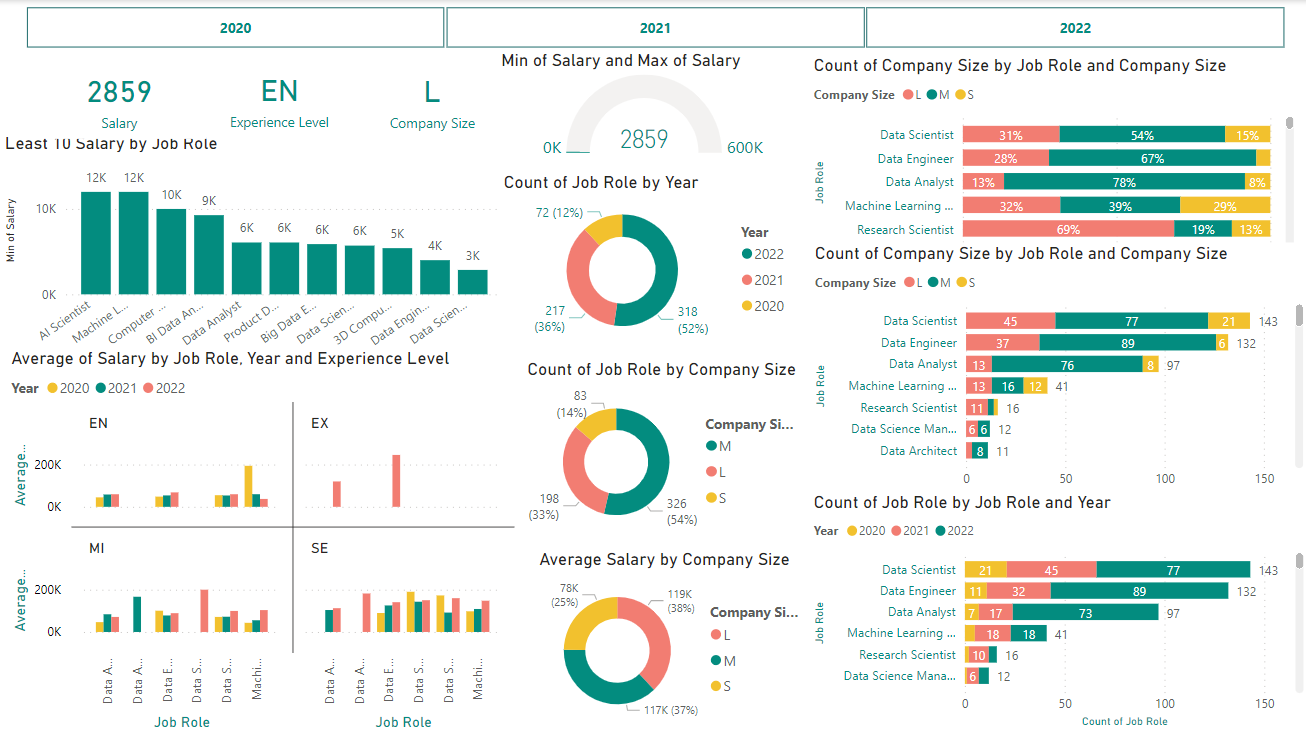 2020
2021
2022
2859
Salary
EN
Experience Level
L
Company Size
Least 10 Salary by Job Role
Min of Salary
10K
0K
12K
12K
10K
9K
6K
6K
6K
6K
5K
4K
3K
AI Scientist
Machine L...
Computer ...
BI Data An...
Data Analyst
Product D...
Big Data E...
Data Scien...
3D Compu...
Data Engin...
Data Scien...
Average of Salary by Job Role, Year and Experience Level
Year 2020 2021 2022
EN
EX
Average...
200K
0K
MI
SE
Average...
200K
0K
Data A...
Data A...
Data E...
Data S...
Data S...
Machi...
Data A...
Data A...
Data E...
Data S...
Data S...
Machi...
Job Role
Job Role
Min of Salary and Max of Salary
2859
0K
600K
Count of Job Role by Year
72 (12%)
217
(36%)
318
(52%)
Year
2022
2021
2020
Count of Job Role by Company Size
83
(14%)
198
(33%)
326
(54%)
Company Si...
M
L
S
Average Salary by Company Size
78K
(25%)
119K
(38%)
117K (37%)
Company Si...
L
M
S
Count of Company Size by Job Role and Company Size
Company Size L M S
Job Role
Data Scientist 31% 54% 15%
Data Engineer 28% 67%
Data Analyst 13% 78% 8%
Machine Learning ... 32% 39% 29%
Research Scientist 69% 19% 13%
Count of Company Size by Job Role and Company Size
Company Size L M S
Job Role
Data Scientist 45 77 21 143
Data Engineer 37 89 6 132
Data Analyst 13 76 8 97
Machine Learning ... 13 16 12 41
Research Scientist 11 16
Data Science Man... 6 6 12
Data Architect 8 11
0 50 100 150
Count of Job Role by Job Role and Year
Year 2020 2021 2022
Job Role
Data Scientist 21 45 77 143
Data Engineer 11 32 89 132
Data Analyst 7 17 73 97
Machine Learning ... 18 18 41
Research Scientist 10 16
Data Science Mana... 6 12
0 50 100 150
Count of Job Role